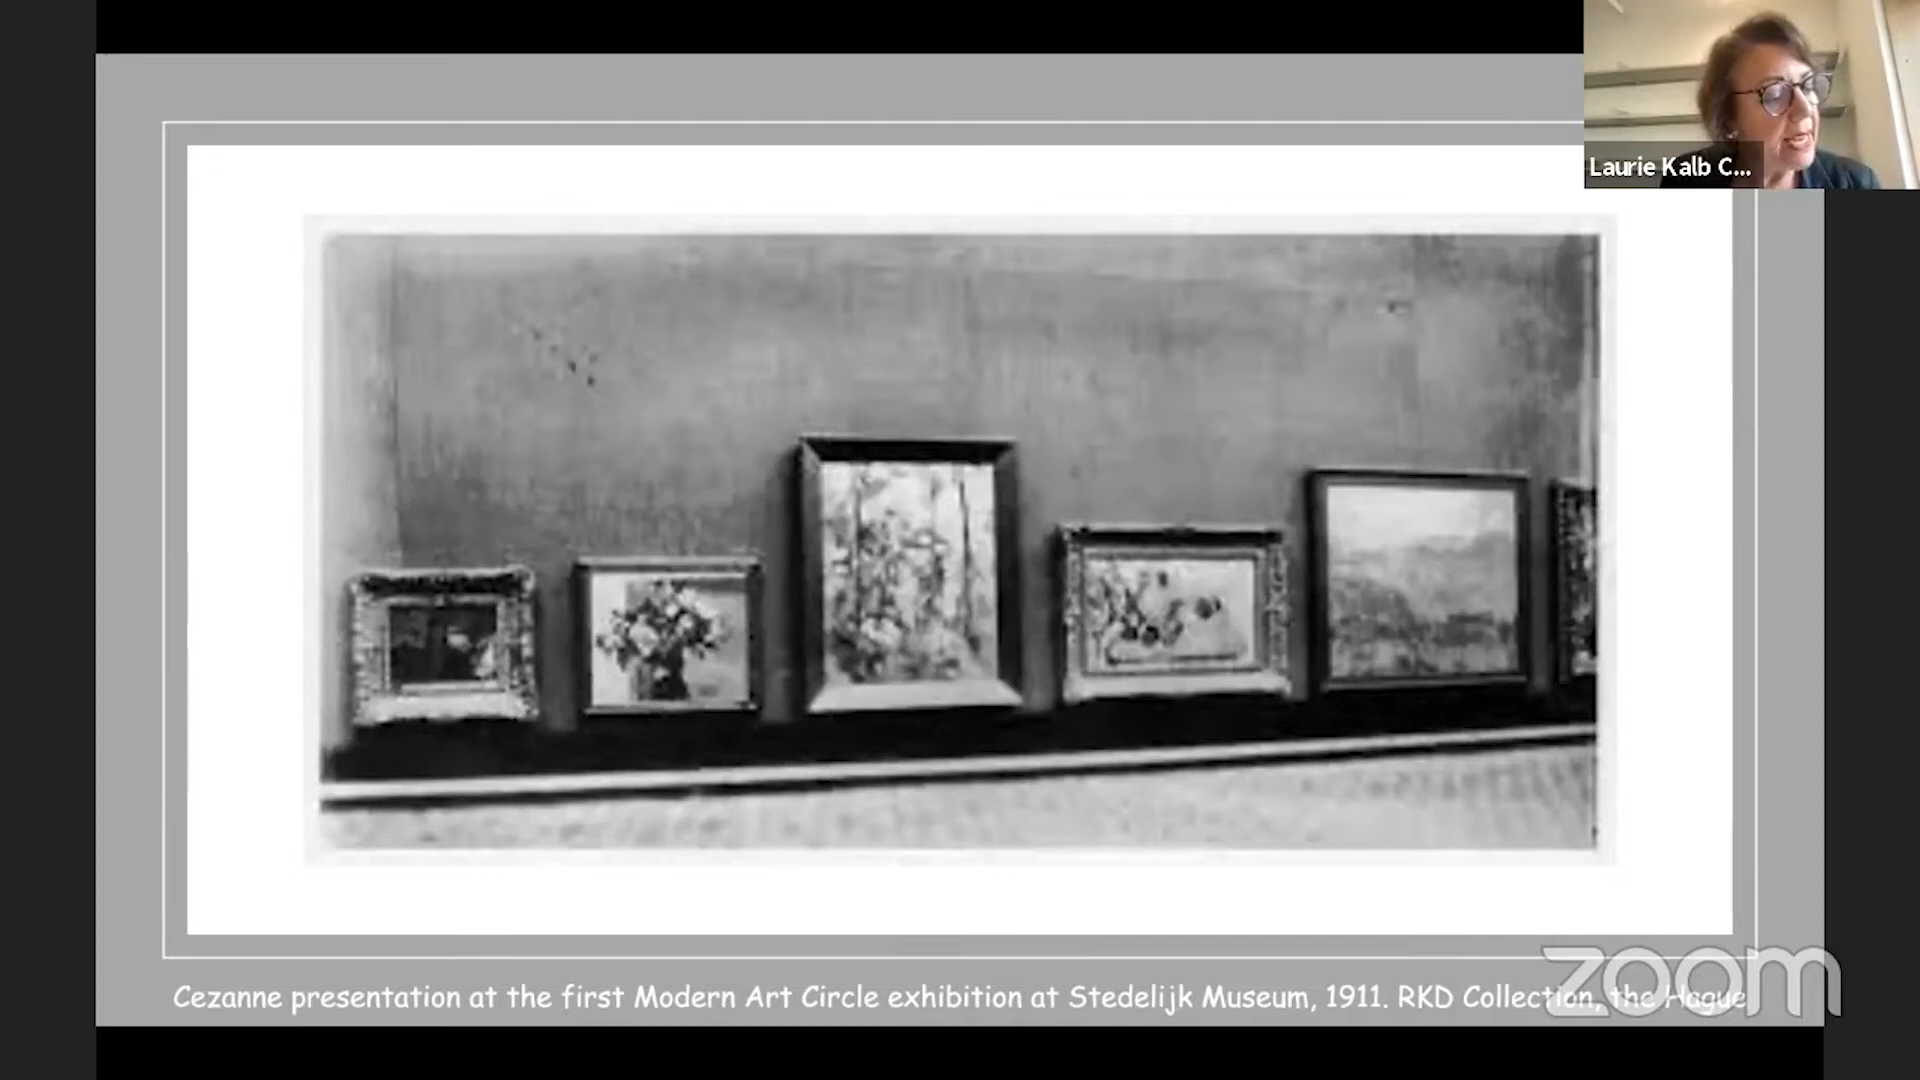 Laurie Kalb C...
Cezanne presentation at the first Modern Art Circle exhibition at Stedelijk Museum, 1911. RKD Collection, the Hague
zoom